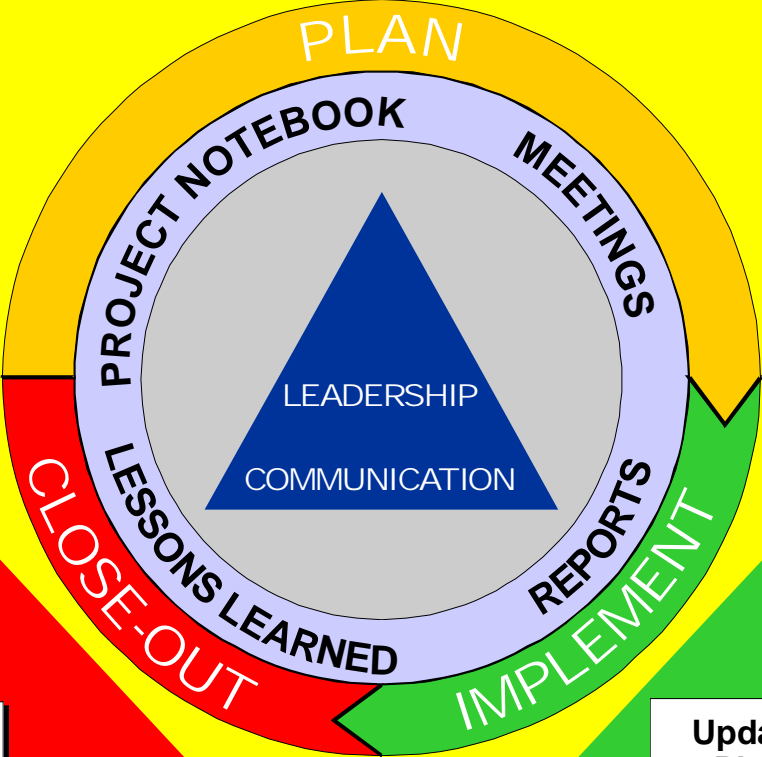 PLAN
PROJECT NOTEBOOK
MEETINGS
LEADERSHIP
COMMUNICATION
LESSONS LEARNED
REPORTS
CLOSE-OUT
IMPLEMENT